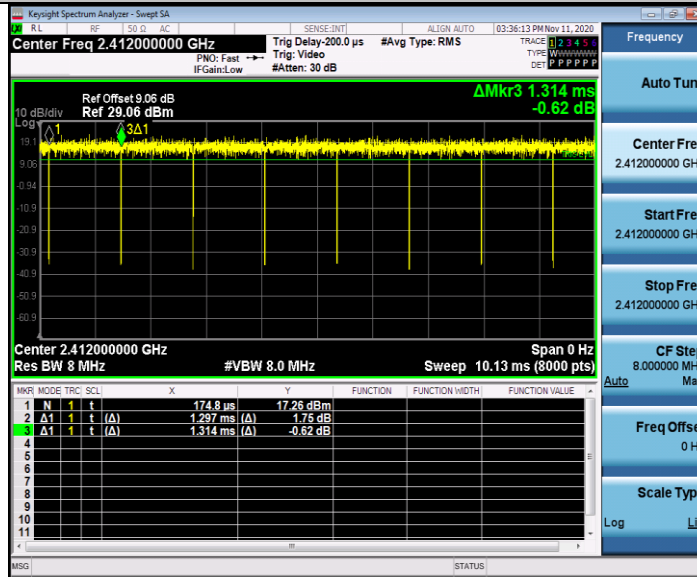 Keysight Spectrum Analyzer - Swept SA
RL RF 50 Ω AC SENSE:INT ALIGN AUTO 03:36:13 PM Nov 11, 2020
Center Freq 2.412000000 GHz
PNO: Fast
IFGain:Low
Trig Delay-200.0 µs
Trig: Video
#Atten: 30 dB
#Avg Type: RMS
TRACE 1 2 3 4 5 6
TYPE WWWWWW
DET P P P P P P
Frequency
Auto Tun
Center Fre
2.412000000 GH
Start Fre
2.412000000 GH
Stop Fre
2.412000000 GH
CF Ste
8.000000 MH
Auto Ma
Freq Offse
0 H
Scale Typ
Log Li
ΔMkr3 1.314 ms
-0.62 dB
Ref Offset 9.06 dB
10 dB/div Ref 29.06 dBm
Log
1
3Δ1
19.1
9.06
-0.94
-10.9
-20.9
-30.9
-40.9
-50.9
-60.9
Center 2.412000000 GHz Span 0 Hz
Res BW 8 MHz #VBW 8.0 MHz Sweep 10.13 ms (8000 pts)
MKR MODE TRC SCL X Y FUNCTION FUNCTION WIDTH FUNCTION VALUE
1 N 1 t 174.8 µs 17.26 dBm
2 Δ1 1 t (Δ) 1.297 ms (Δ) 1.75 dB
3 Δ1 1 t (Δ) 1.314 ms (Δ) -0.62 dB
4
5
6
7
8
9
10
11
MSG STATUS